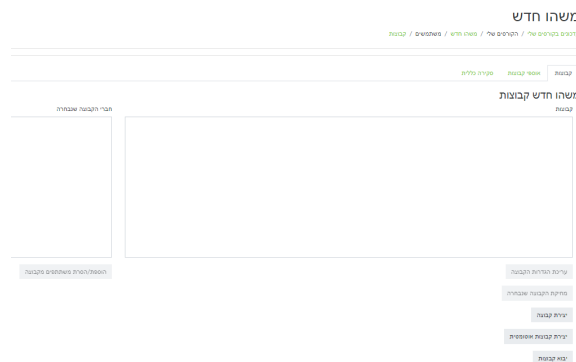 משהו חדש
בקורסים שלי / הקורסים שלי / משהו חדש / משתמשים / קבוצות
קבוצות אוספי קבוצות סקירה כללית
משהו חדש קבוצות
קבוצות חברי הקבוצה שנבחרה
עריכת הגדרות הקבוצה הוספת/הסרת משתתפים מקבוצה
מחיקת הקבוצה שנבחרה
יצירת קבוצה
יצירת קבוצות אוטומטית
יבוא קבוצות